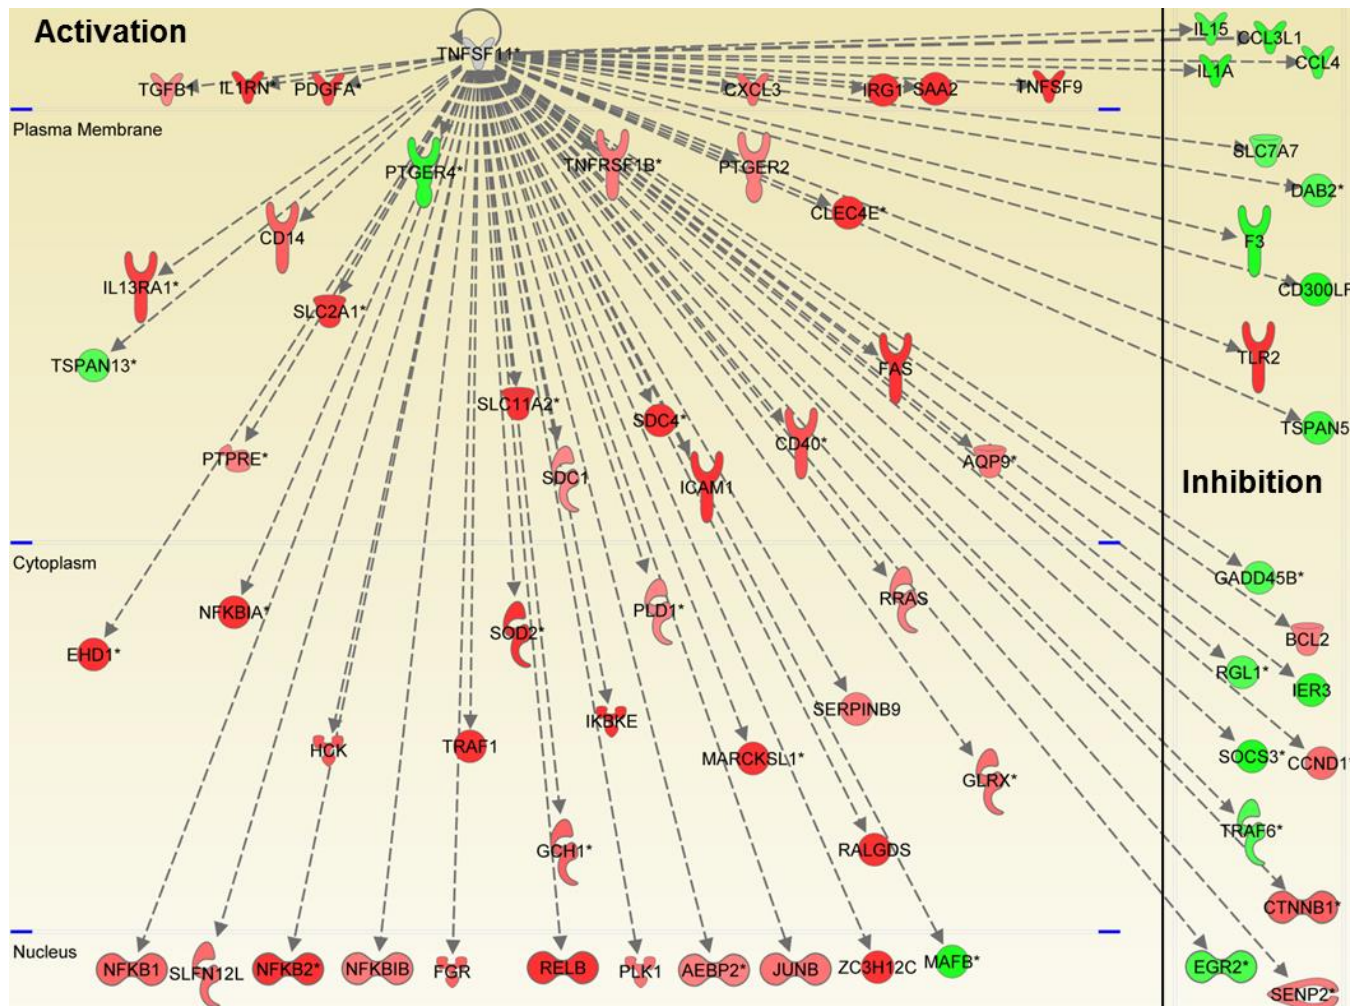 Activation
TNFSF11*
IL15
CCL3L1
CCL4
IL1A
TGFB1
IL1RN*
PDGFA*
CXCL3
IRG1
SAA2
TNFSF9
Plasma Membrane
PTGER4*
TNFRSF1B*
PTGER2
SLC7A7
DAB2*
CLEC4E*
CD14
F3
IL13RA1*
CD300LF
SLC2A1*
TSPAN13*
FAS
TLR2
SLC11A2*
SDC4*
CD40*
TSPAN5
PTPRE*
SDC1
ICAM1
AQP9*
Inhibition
Cytoplasm
GADD45B*
NFKBIA*
SOD2*
PLD1*
RRAS
BCL2
EHD1*
RGL1*
IER3
SERPINB9
IKBKE
HCK
TRAF1
MARCKSL1*
GLRX*
SOCS3*
CCND1*
TRAF6*
GCH1*
RALGDS
CTNNB1*
Nucleus
NFKB1
SLFN12L
NFKB2*
NFKBIB
FGR
RELB
PLK1
AEBP2*
JUNB
ZC3H12C
MAFB*
EGR2*
SENP2*